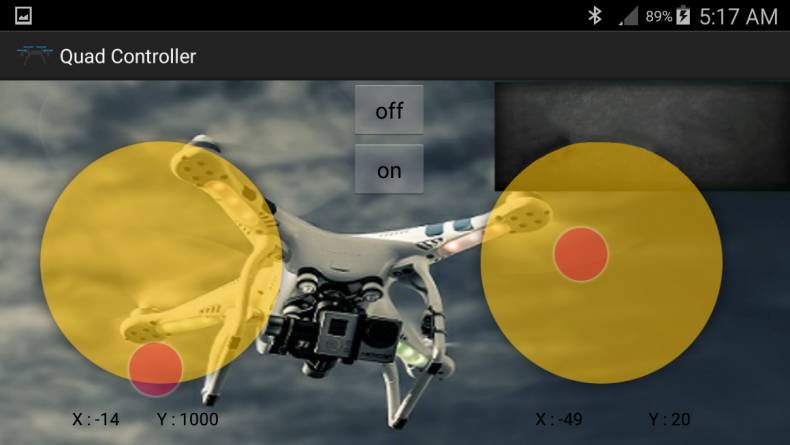 89% 5:17 AM
Quad Controller
off
on
X : -14 Y : 1000
X : -49 Y : 20